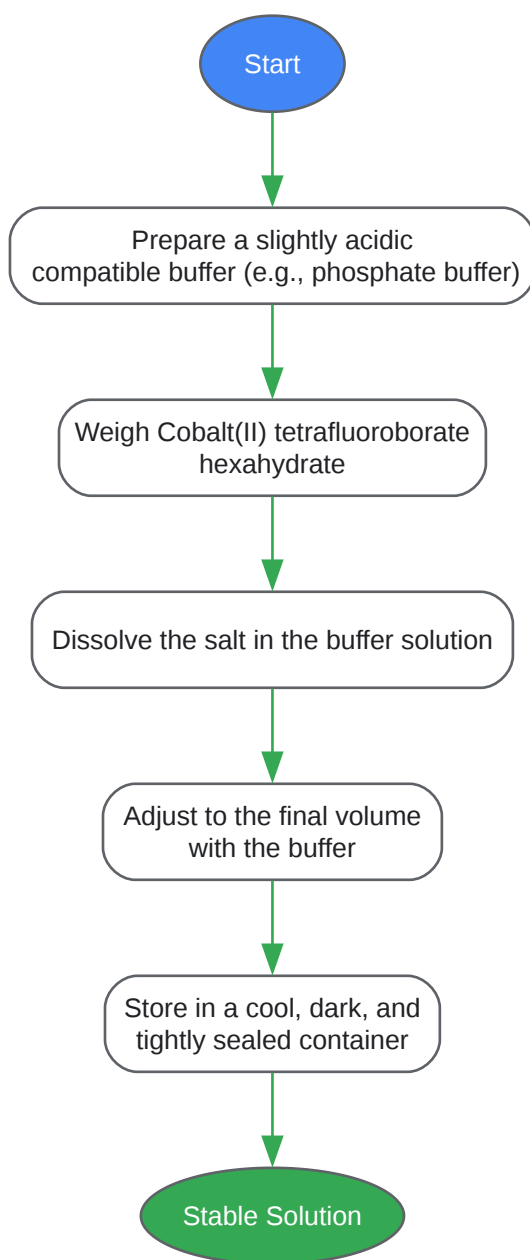 Start
Prepare a slightly acidic
compatible buffer (e.g., phosphate buffer)
Weigh Cobalt(II) tetrafluoroborate
hexahydrate
Dissolve the salt in the buffer solution
Adjust to the final volume
with the buffer
Store in a cool, dark, and
tightly sealed container
Stable Solution